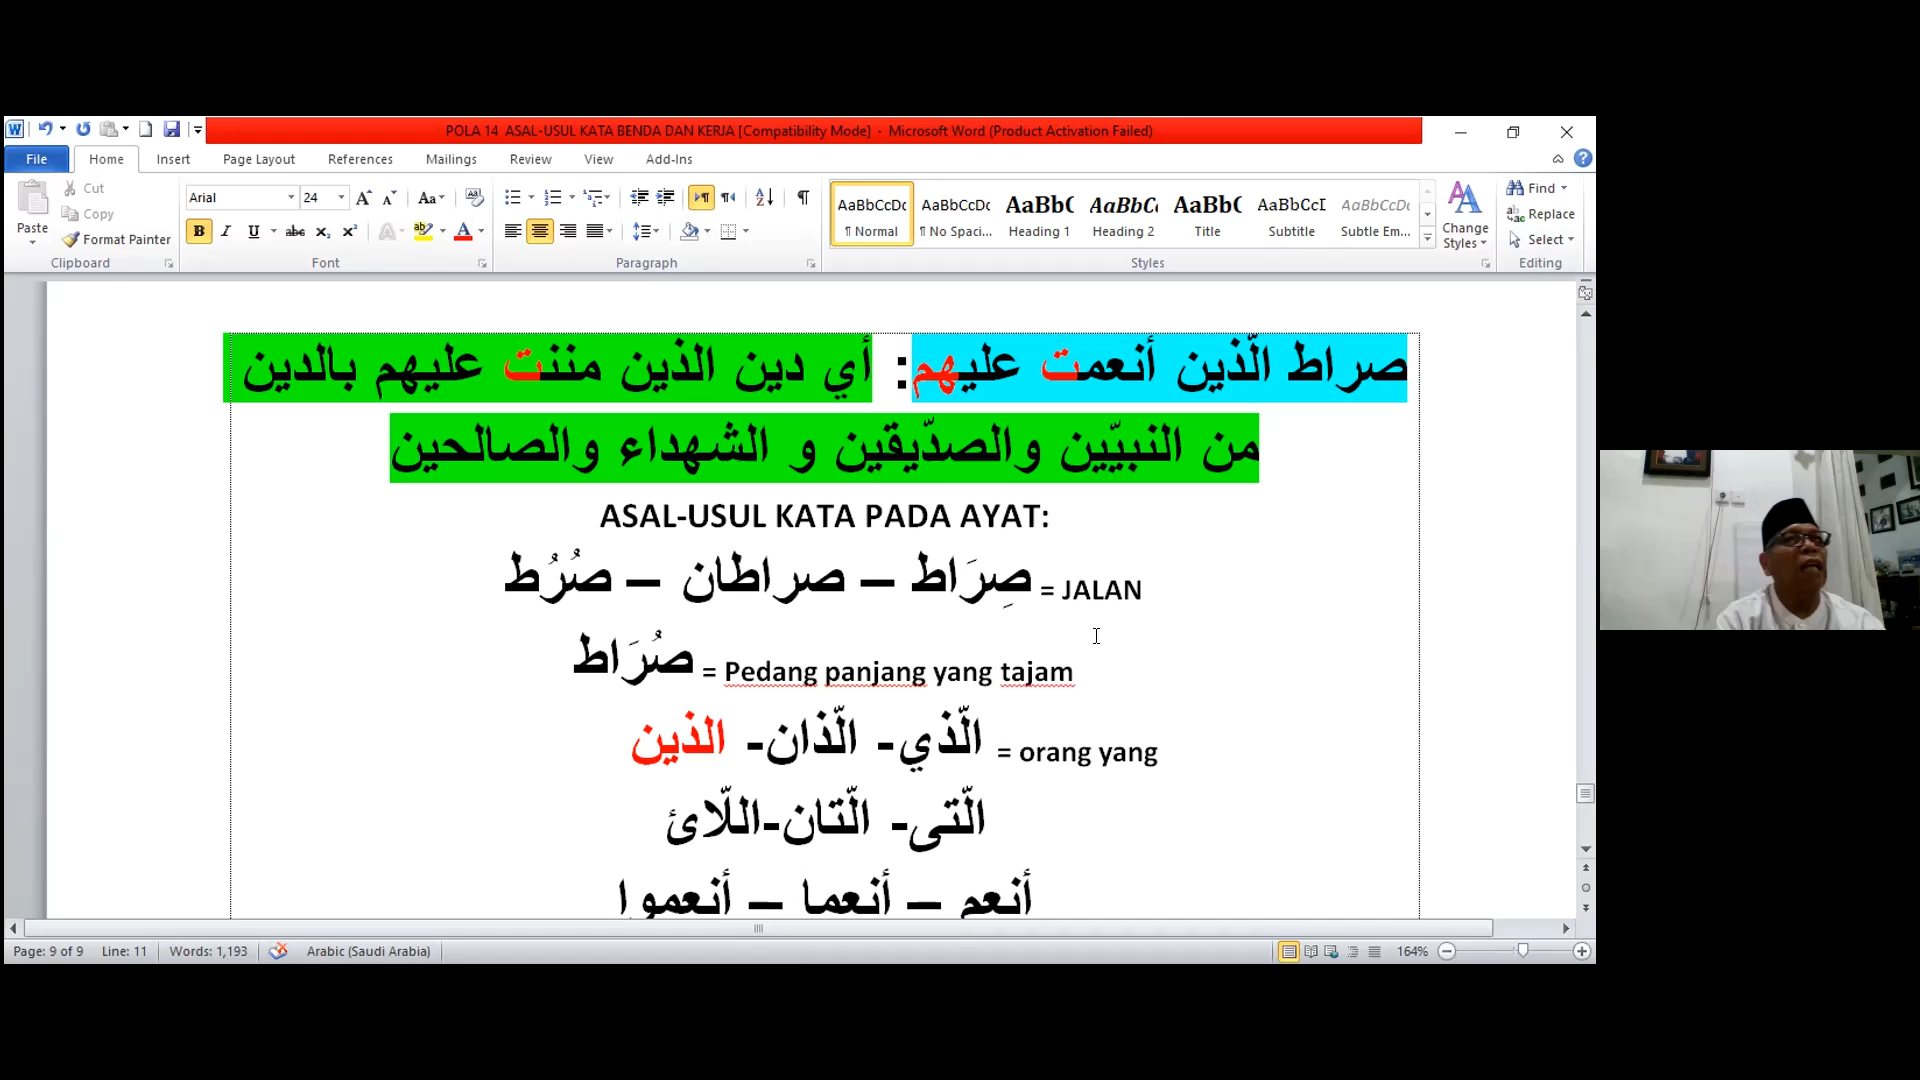 POLA 14 ASAL-USUL KATA BENDA DAN KERJA [Compatibility Mode] - Microsoft Word (Product Activation Failed)
File Home Insert Page Layout References Mailings Review View Add-Ins
Cut
Copy
Format Painter
Paste
Clipboard
Arial 24
Font
Paragraph
AaBbCcDc AaBbCcDc AaBbC AaBbCc AaBbC AaBbCcI AaBbCcDc
¶ Normal ¶ No Spaci... Heading 1 Heading 2 Title Subtitle Subtle Em...
Styles
Change Styles
Find
Replace
Select
Editing
صراط الّذين أنعمت عليهم: أي دين الذين مننت عليهم بالدين
من النبيّين والصدّيقين و الشهداء والصالحين
ASAL-USUL KATA PADA AYAT:
صِرَاط – صراطان – صُرُط = JALAN
صُرَاط = Pedang panjang yang tajam
الّذي- الّذان- الذين = orang yang
الّتى- الّتان-اللّائ
أنعم – أنعما – أنعموا
Page: 9 of 9 Line: 11 Words: 1,193 Arabic (Saudi Arabia) 164%